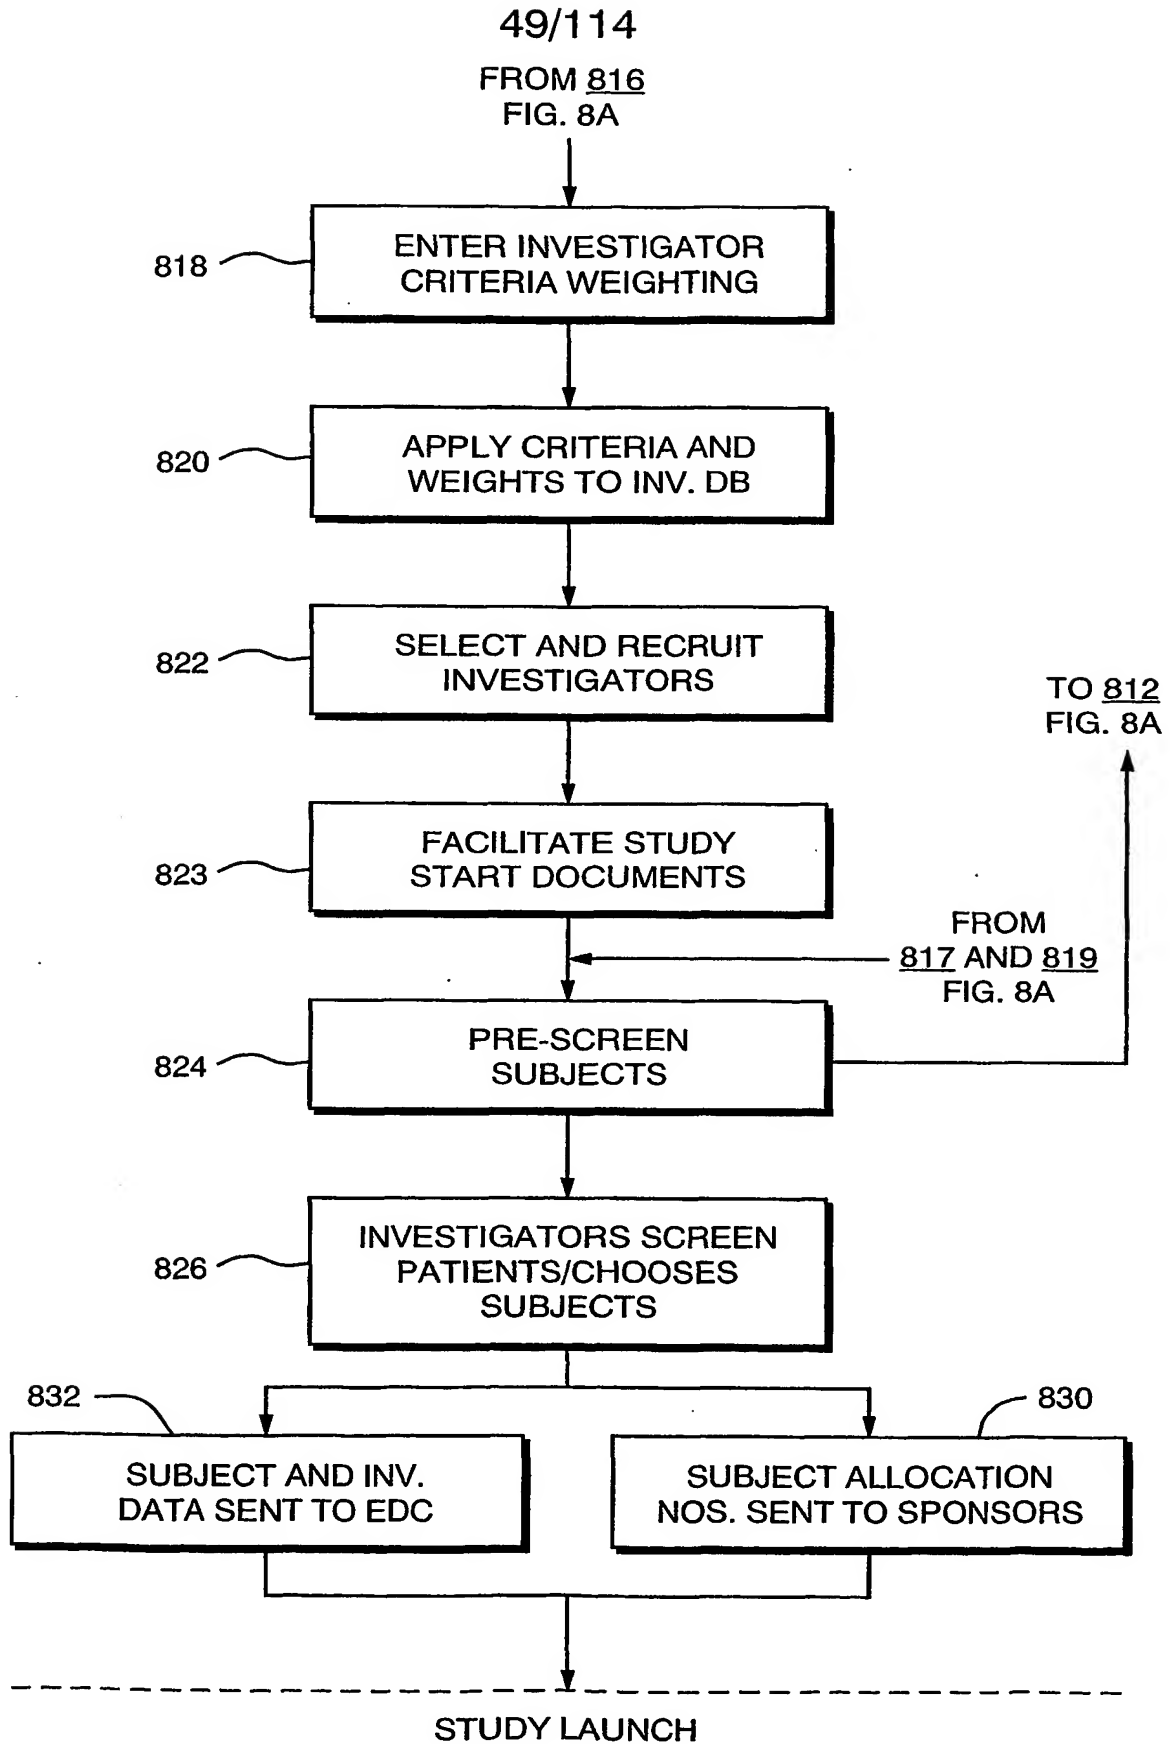 49/114
FROM 816
FIG. 8A
818
ENTER INVESTIGATOR
CRITERIA WEIGHTING
820
APPLY CRITERIA AND
WEIGHTS TO INV. DB
822
SELECT AND RECRUIT
INVESTIGATORS
TO 812
FIG. 8A
823
FACILITATE STUDY
START DOCUMENTS
FROM
817 AND 819
FIG. 8A
824
PRE-SCREEN
SUBJECTS
826
INVESTIGATORS SCREEN
PATIENTS/CHOOSES
SUBJECTS
832
830
SUBJECT AND INV.
DATA SENT TO EDC
SUBJECT ALLOCATION
NOS. SENT TO SPONSORS
STUDY LAUNCH